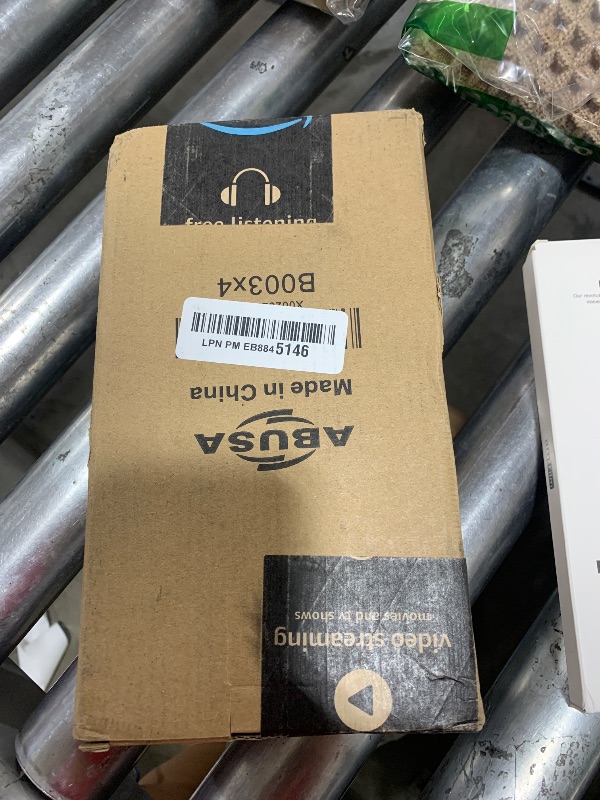 free listening
B003x4
LPN PM EB8845146
Made in China
ABUSA
video streaming
movies and tv shows